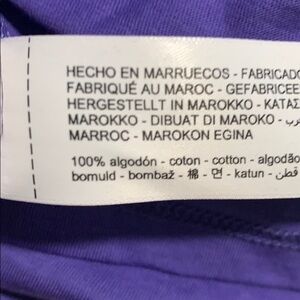 HECHO EN MARRUECOS - FABRICADO
FABRIQUÉ AU MAROC - GEFABRICEE
HERGESTELLT IN MAROKKO - ΚΑΤΑΣ
MAROKKO - DIBUAT DI MAROKO -
MARROC - MAROKON EGINA
100% algodón - coton - cotton - algodão
bomuld - bombaž - 棉 - 면 - katun - قطن